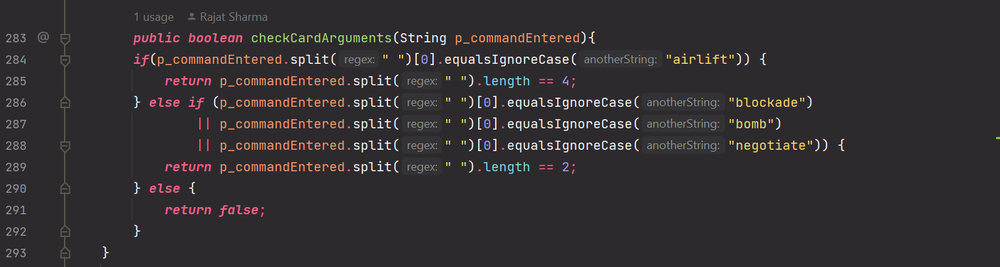 1 usage Rajat Sharma
283 @ public boolean checkCardArguments(String p_commandEntered){
284 if(p_commandEntered.split( regex: " ")[0].equalsIgnoreCase( anotherString: "airlift")) {
285 return p_commandEntered.split( regex: " ").length == 4;
286 } else if (p_commandEntered.split( regex: " ")[0].equalsIgnoreCase( anotherString: "blockade")
287 || p_commandEntered.split( regex: " ")[0].equalsIgnoreCase( anotherString: "bomb")
288 || p_commandEntered.split( regex: " ")[0].equalsIgnoreCase( anotherString: "negotiate")) {
289 return p_commandEntered.split( regex: " ").length == 2;
290 } else {
291 return false;
292 }
293 }